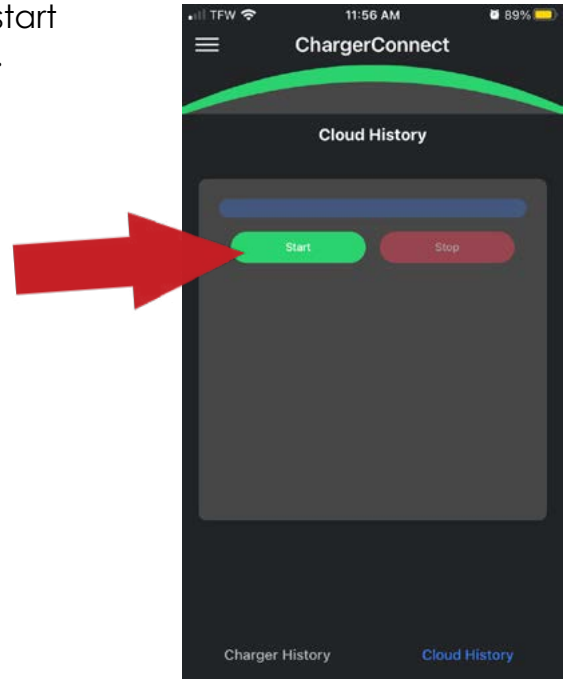 start
.
TFW 11:56 AM 89%
ChargerConnect
Cloud History
Start Stop
Charger History Cloud History